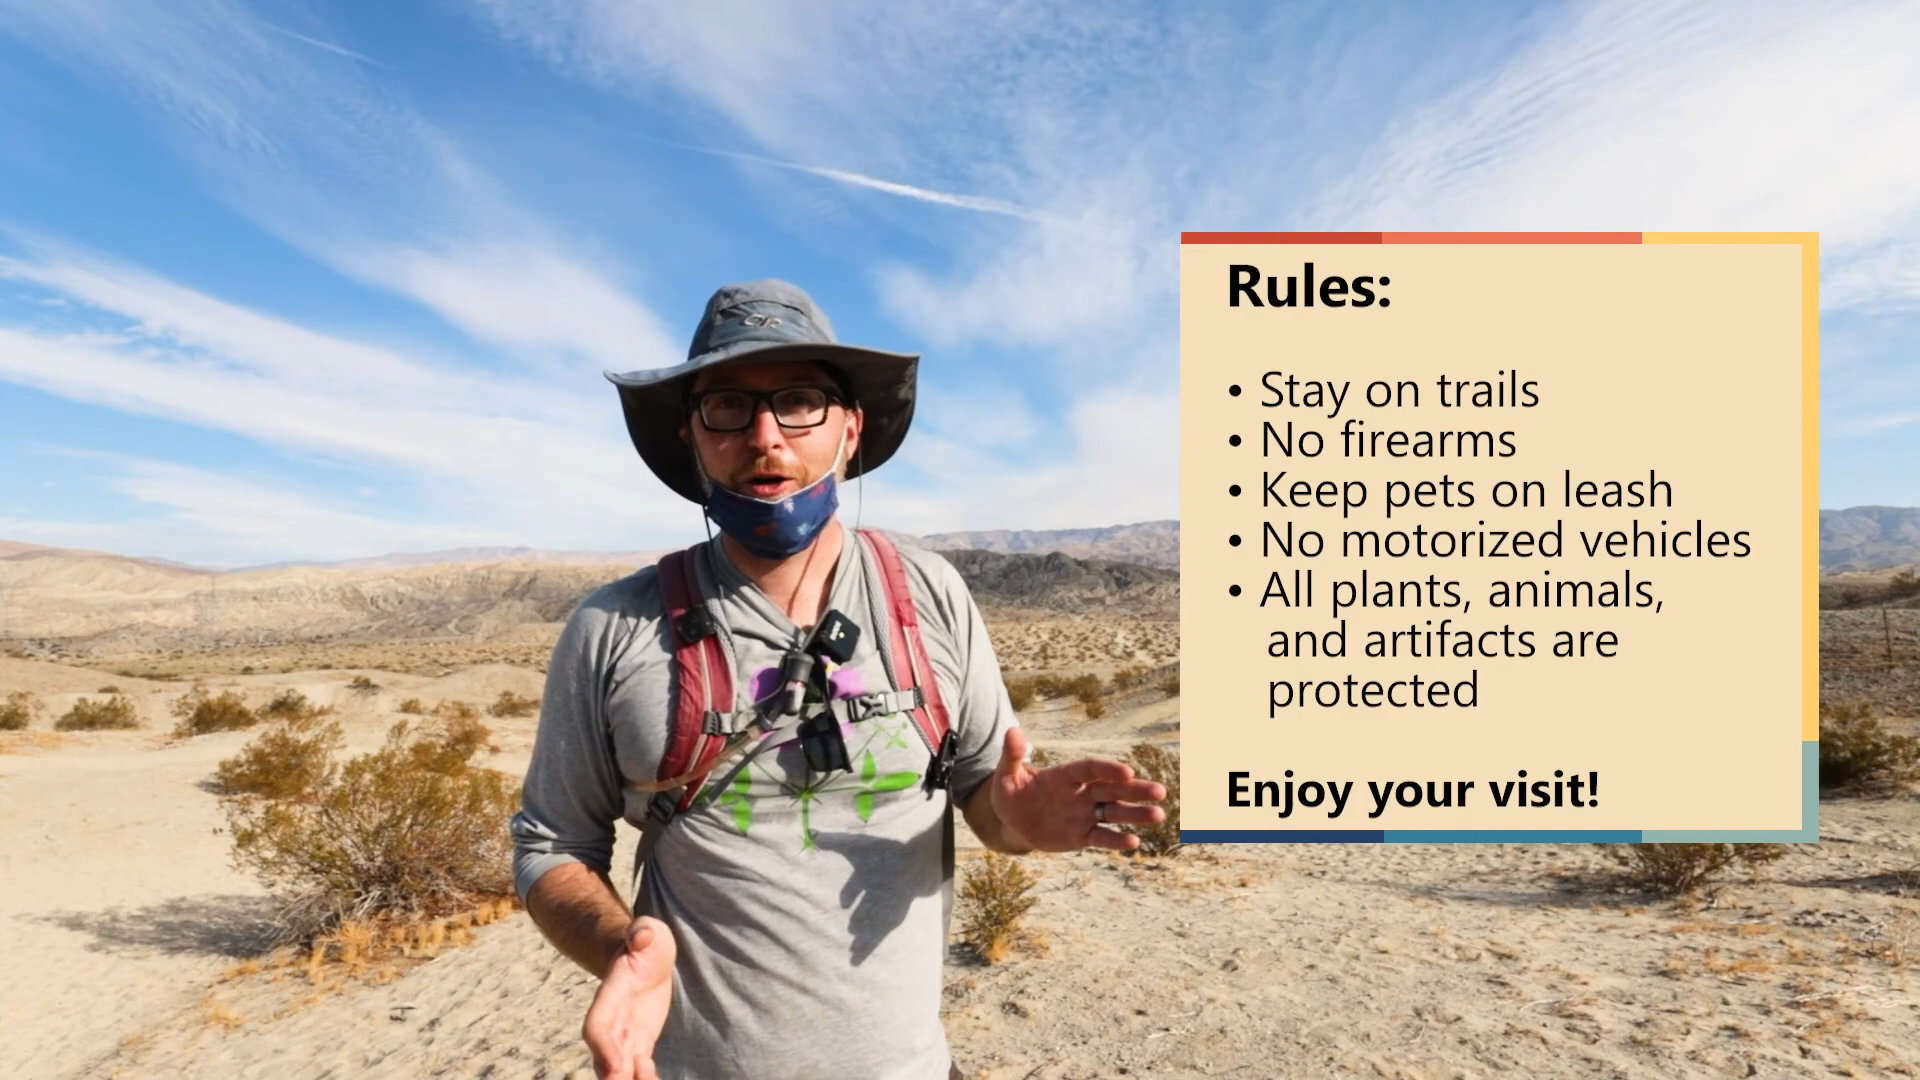 Rules:
• Stay on trails
• No firearms
• Keep pets on leash
• No motorized vehicles
• All plants, animals,
and artifacts are
protected
Enjoy your visit!